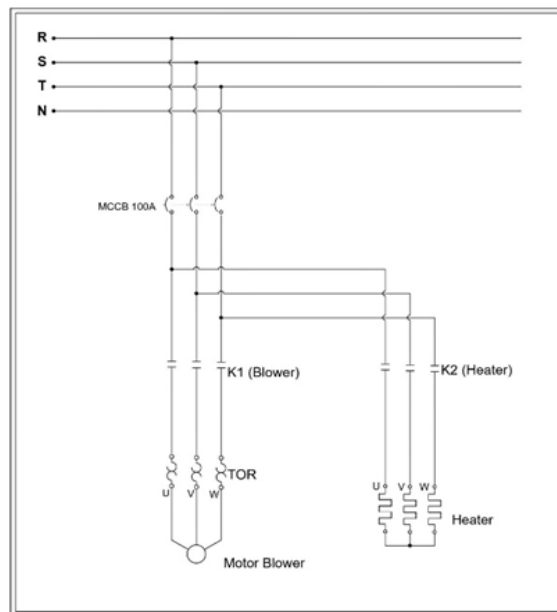 R
S
T
N
MCCB 100A
K1 (Blower)
K2 (Heater)
TOR
U V W
U V W
Heater
Motor Blower